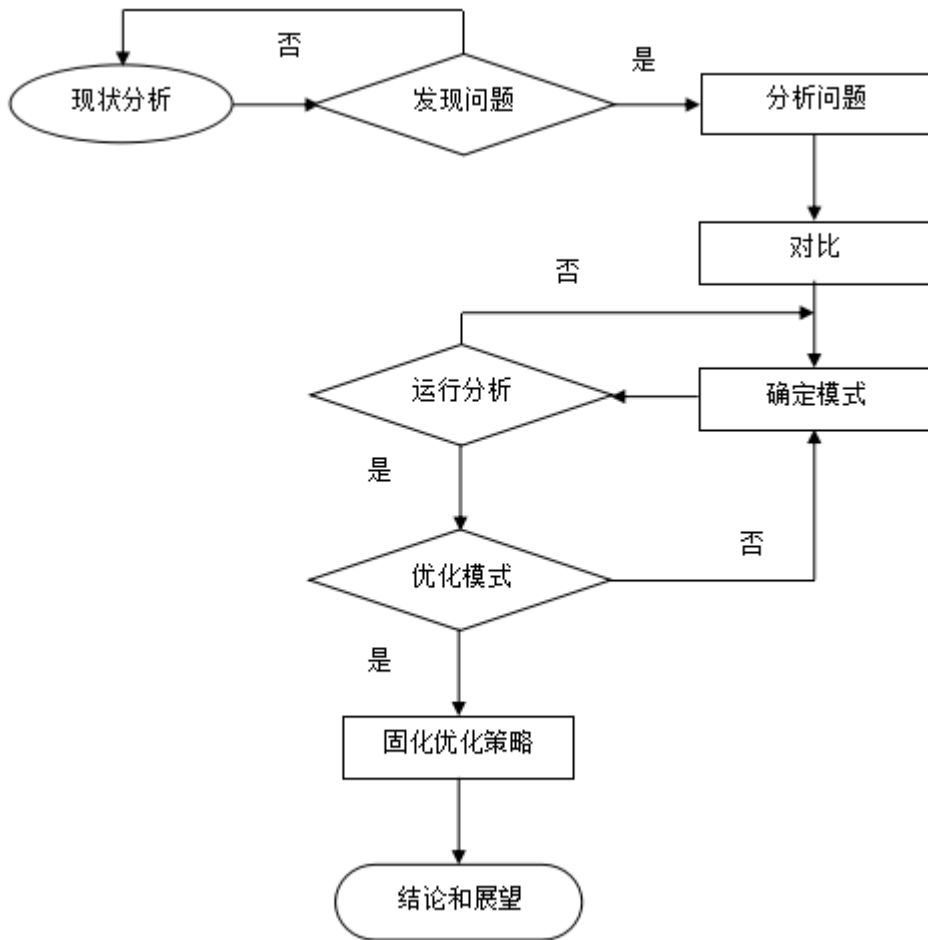 否
是
现状分析
发现问题
分析问题
对比
否
运行分析
确定模式
是
否
优化模式
是
固化优化策略
结论和展望